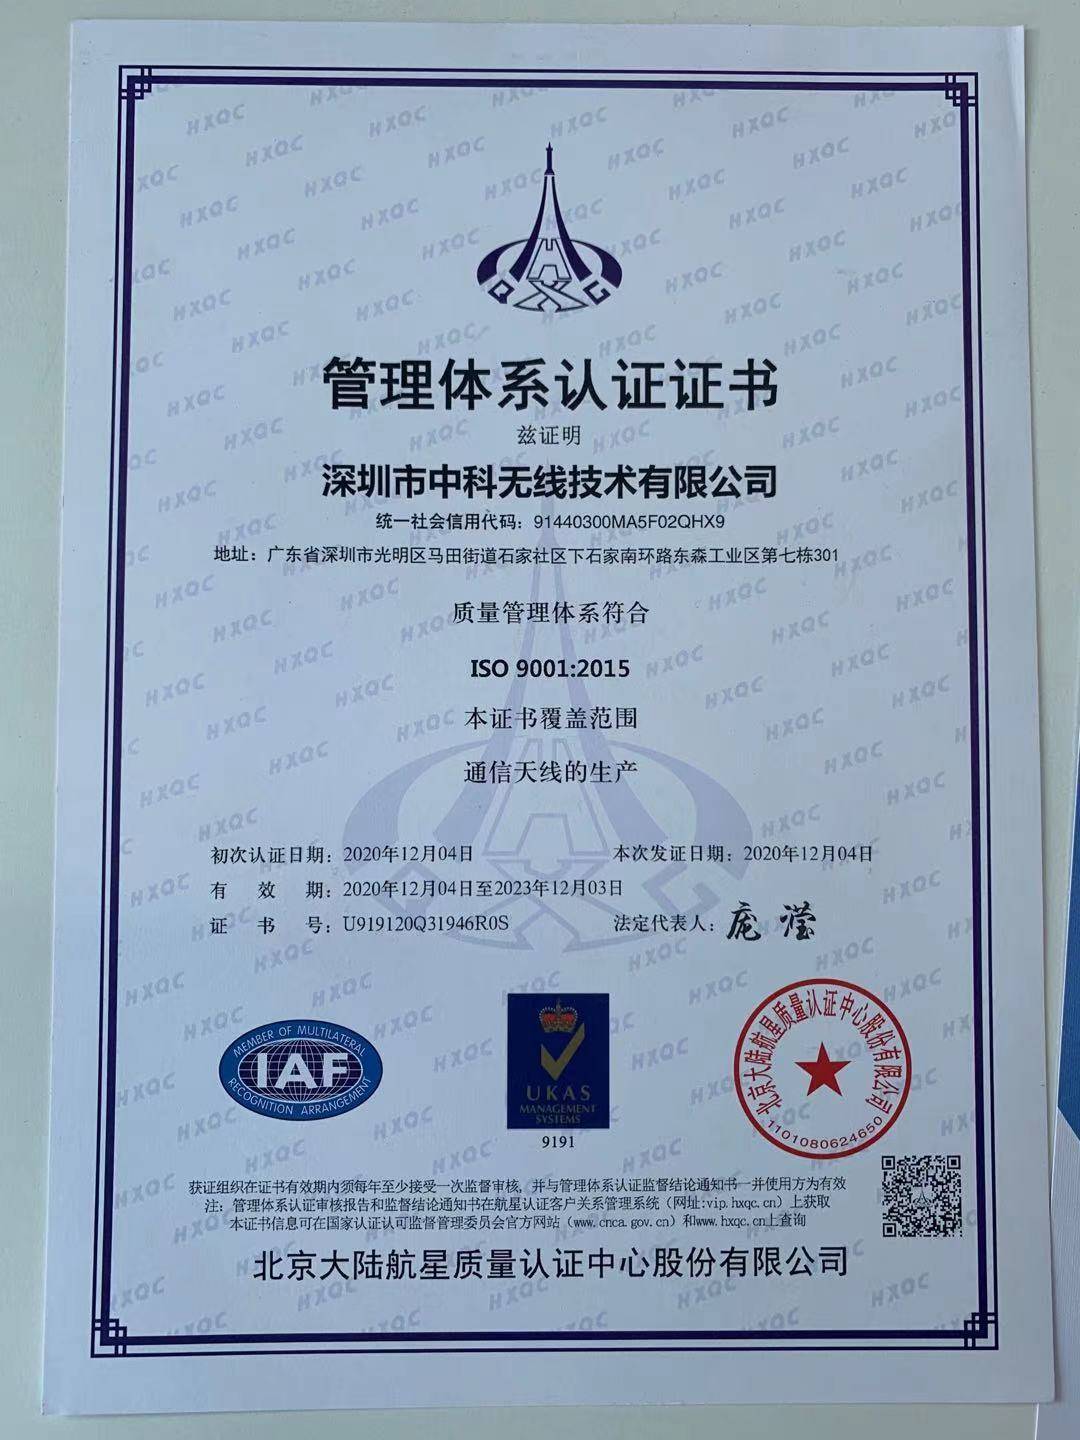 HXQC
管理体系认证证书
兹证明
深圳市中科无线技术有限公司
统一社会信用代码：91440300MA5F02QHX9
地址：广东省深圳市光明区马田街道石家社区下石家南环路东森工业区第七栋301
质量管理体系符合
ISO 9001:2015
本证书覆盖范围
通信天线的生产
初次认证日期：2020年12月04日 本次发证日期：2020年12月04日
有 效 期：2020年12月04日至2023年12月03日
证 书 号：U919120Q31946R0S 法定代表人：庞滢
MEMBER OF MULTILATERAL
IAF
RECOGNITION ARRANGEMENT
UKAS
MANAGEMENT
SYSTEMS
9191
北京大陆航星质量认证中心股份有限公司
1101080624650
获证组织在证书有效期内须每年至少接受一次监督审核，并与管理体系认证监督结论通知书一并使用方为有效
注：管理体系认证审核报告和监督结论通知书在航星认证客户关系管理系统（网址:vip.hxqc.cn）上获取
本证书信息可在国家认证认可监督管理委员会官方网站（www.cnca.gov.cn）和www.hxqc.cn上查询
北京大陆航星质量认证中心股份有限公司